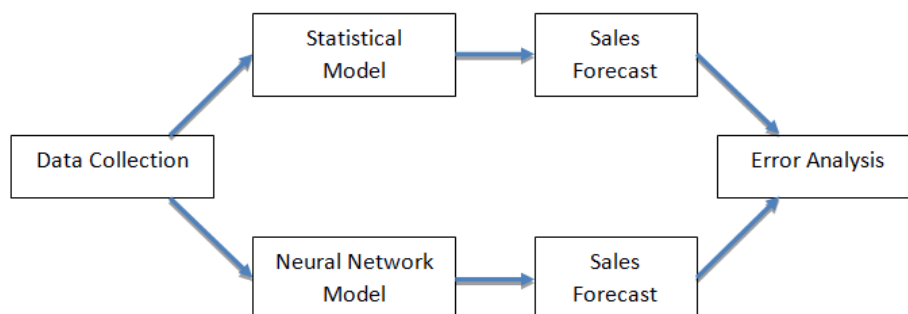 Statistical
Model
Sales
Forecast
Data Collection
Error Analysis
Neural Network
Model
Sales
Forecast